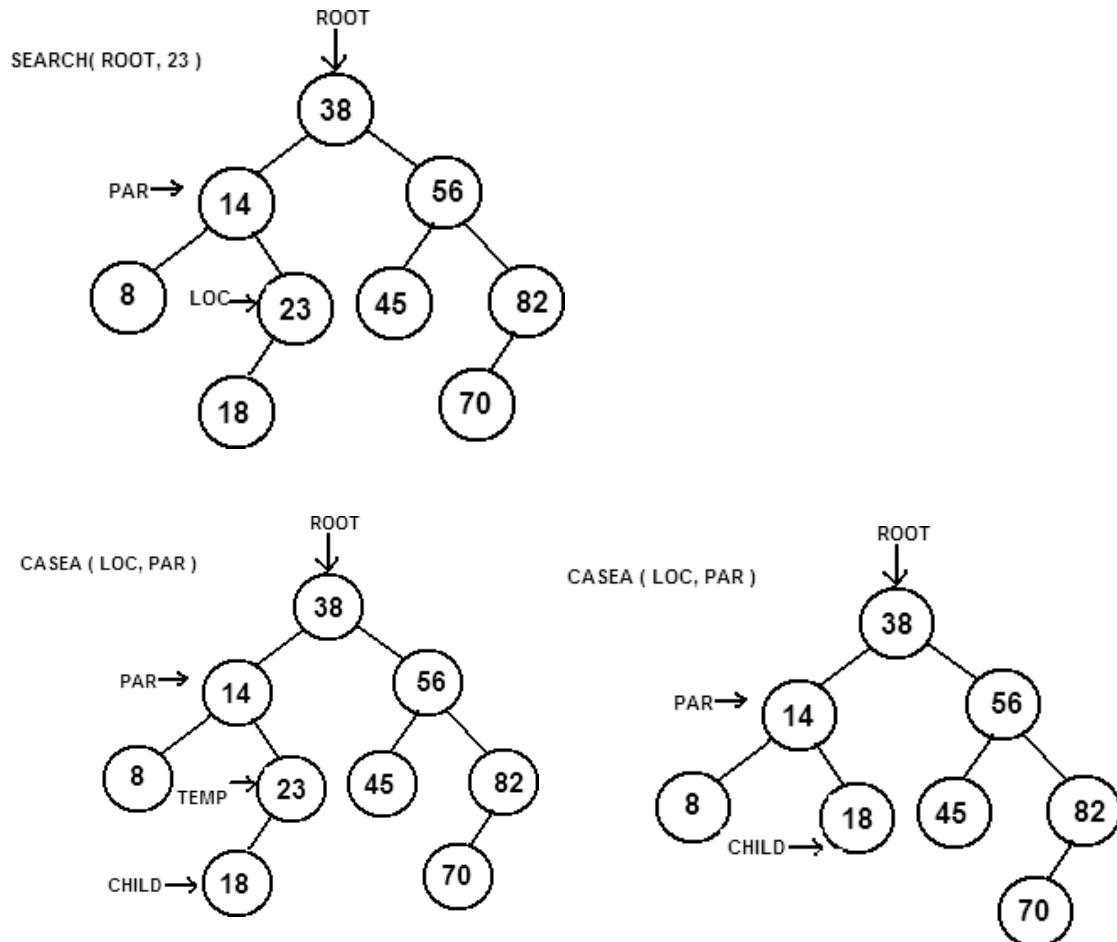 ROOT
SEARCH( ROOT, 23 )
38
PAR
14
56
8
LOC
23
45
82
18
70
ROOT
CASEA ( LOC, PAR )
38
PAR
14
56
8
TEMP
23
45
82
CHILD
18
70
ROOT
CASEA ( LOC, PAR )
38
PAR
14
56
8
CHILD
18
45
82
70